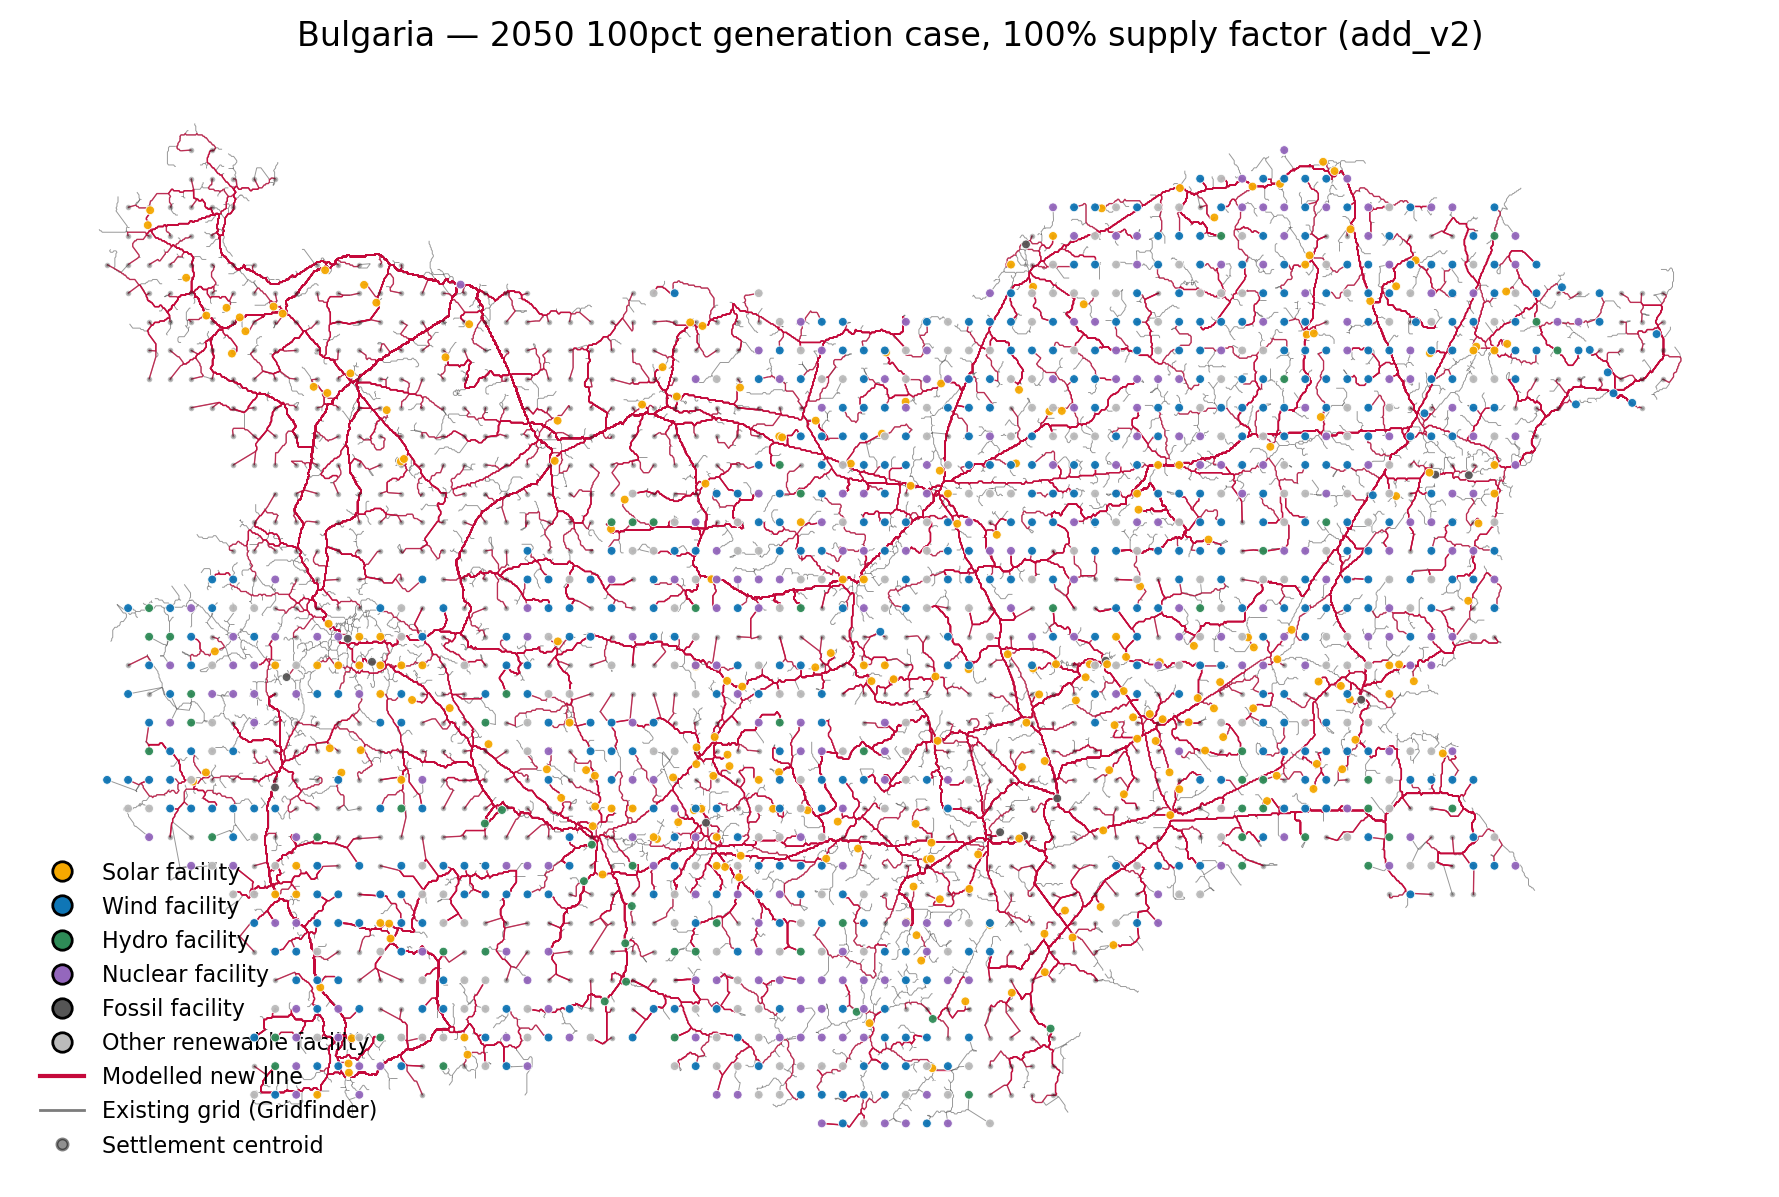 Bulgaria — 2050 100pct generation case, 100% supply factor (add_v2)
Solar facility
Wind facility
Hydro facility
Nuclear facility
Fossil facility
Other renewable facility
Modelled new line
Existing grid (Gridfinder)
Settlement centroid